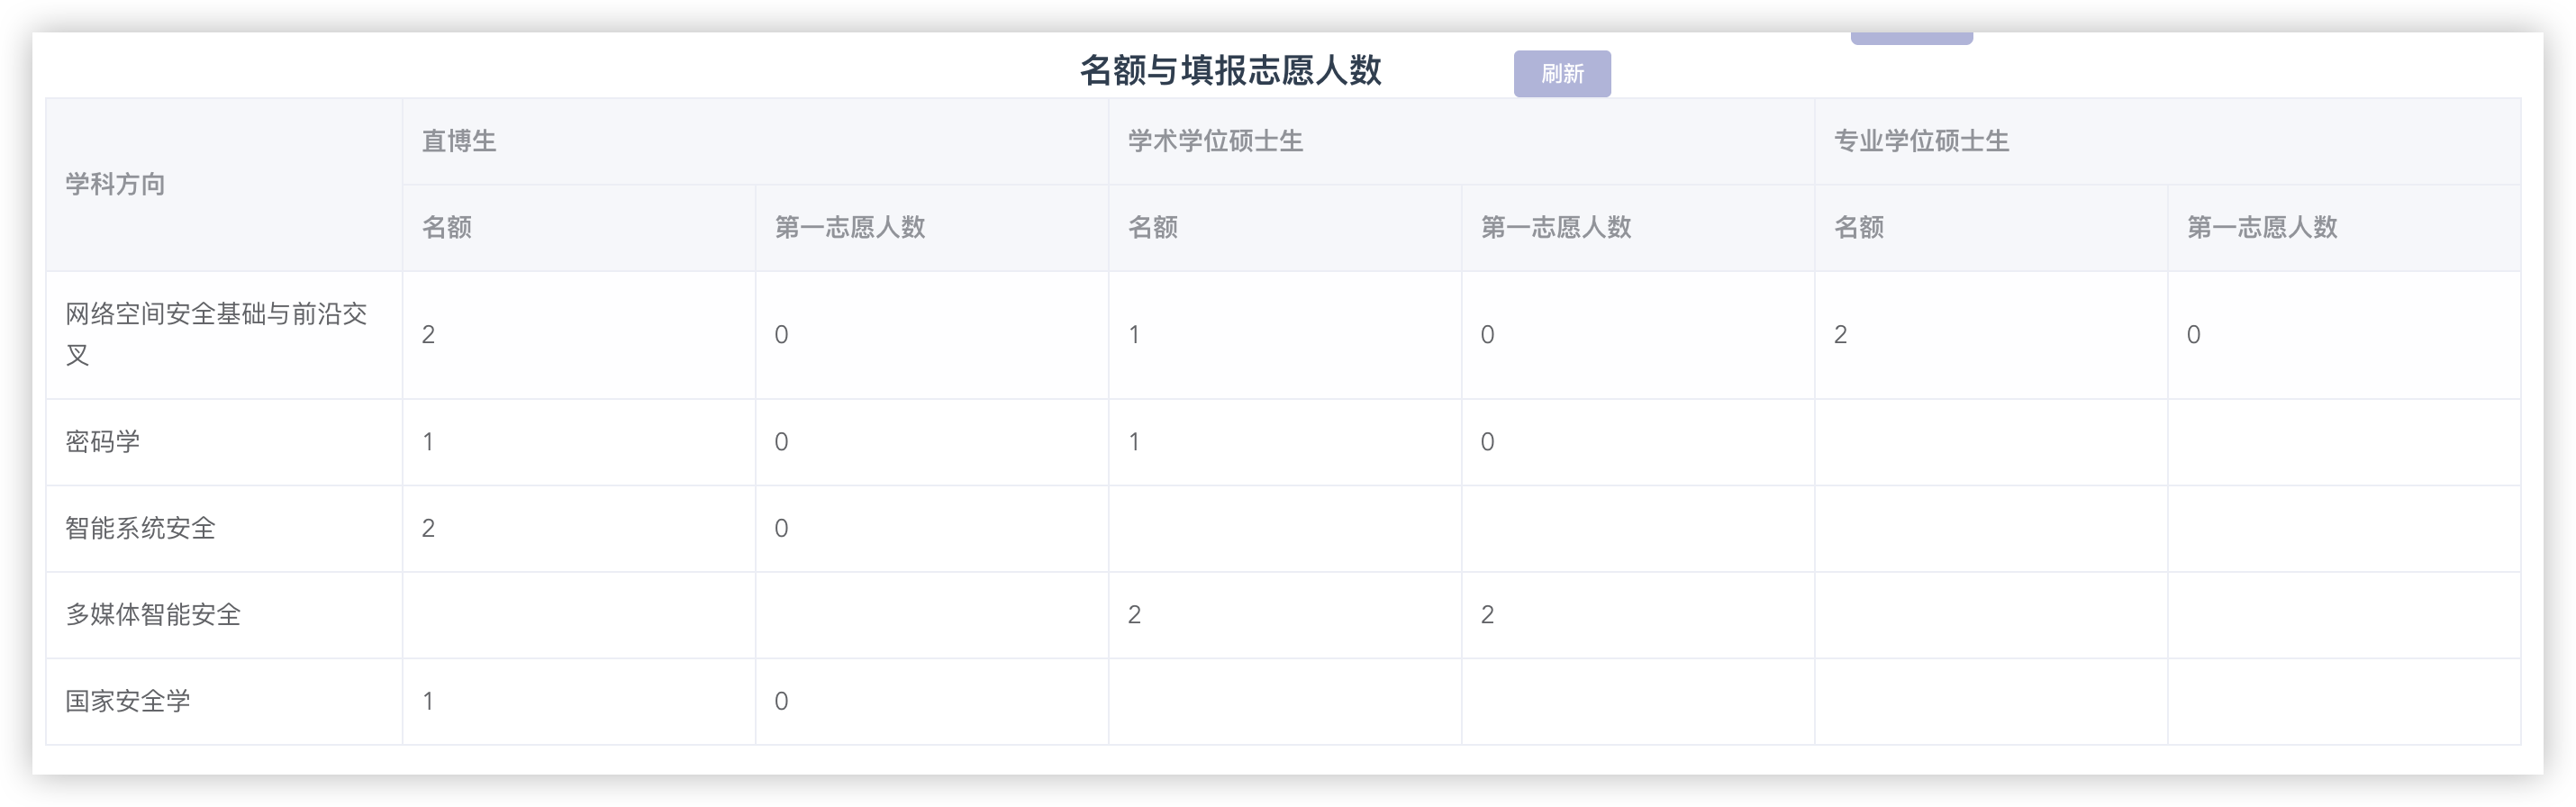 名额与填报志愿人数 刷新
学科方向 直博生 学术学位硕士生 专业学位硕士生
名额 第一志愿人数 名额 第一志愿人数 名额 第一志愿人数
网络空间安全基础与前沿交
叉 2 0 1 0 2 0
密码学 1 0 1 0
智能系统安全 2 0
多媒体智能安全 2 2
国家安全学 1 0